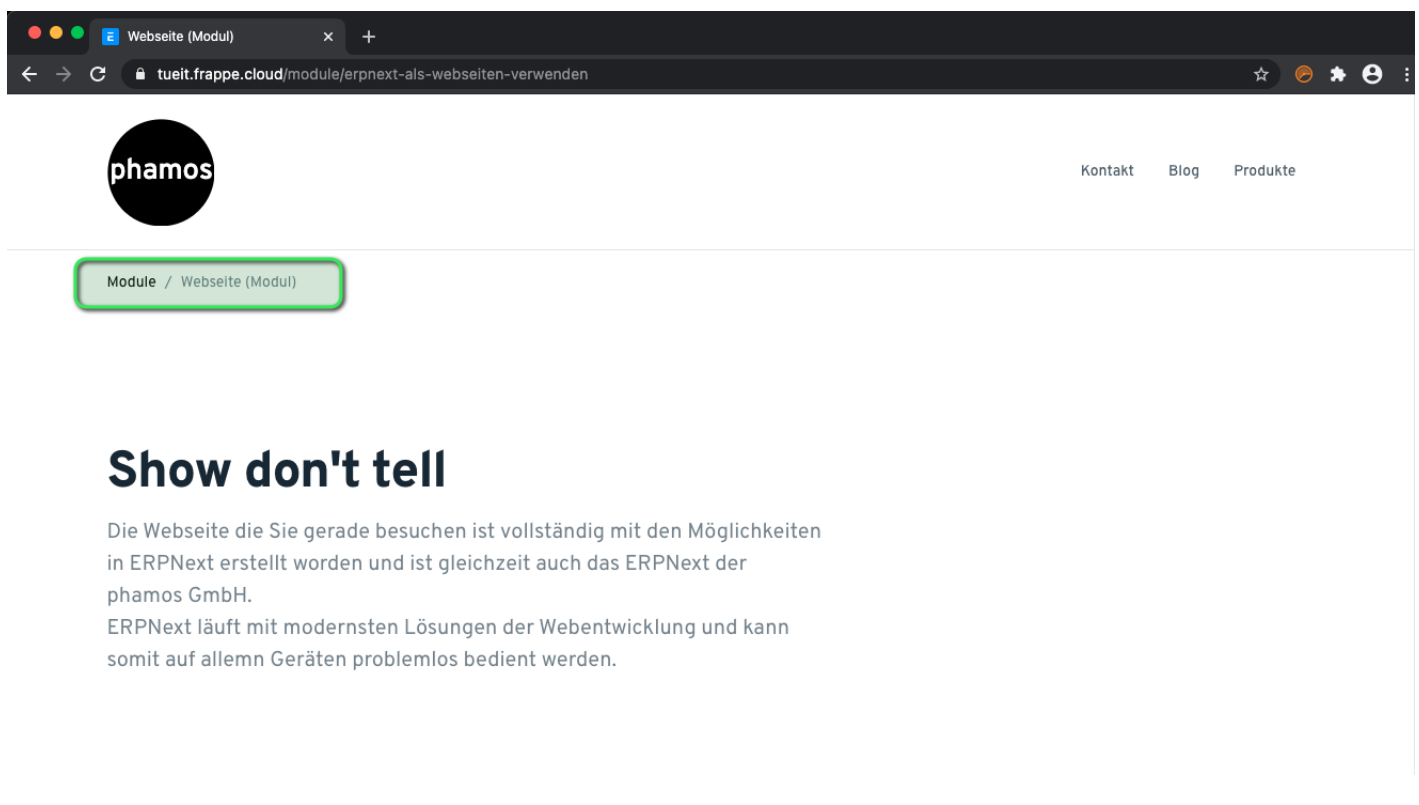 Webseite (Modul)
tueit.frappe.cloud/module/erpnext-als-webseiten-verwenden
phamos
Kontakt Blog Produkte
Module / Webseite (Modul)
Show don't tell
Die Webseite die Sie gerade besuchen ist vollständig mit den Möglichkeiten
in ERPNext erstellt worden und ist gleichzeit auch das ERPNext der
phamos GmbH.
ERPNext läuft mit modernsten Lösungen der Webentwicklung und kann
somit auf allemn Geräten problemlos bedient werden.